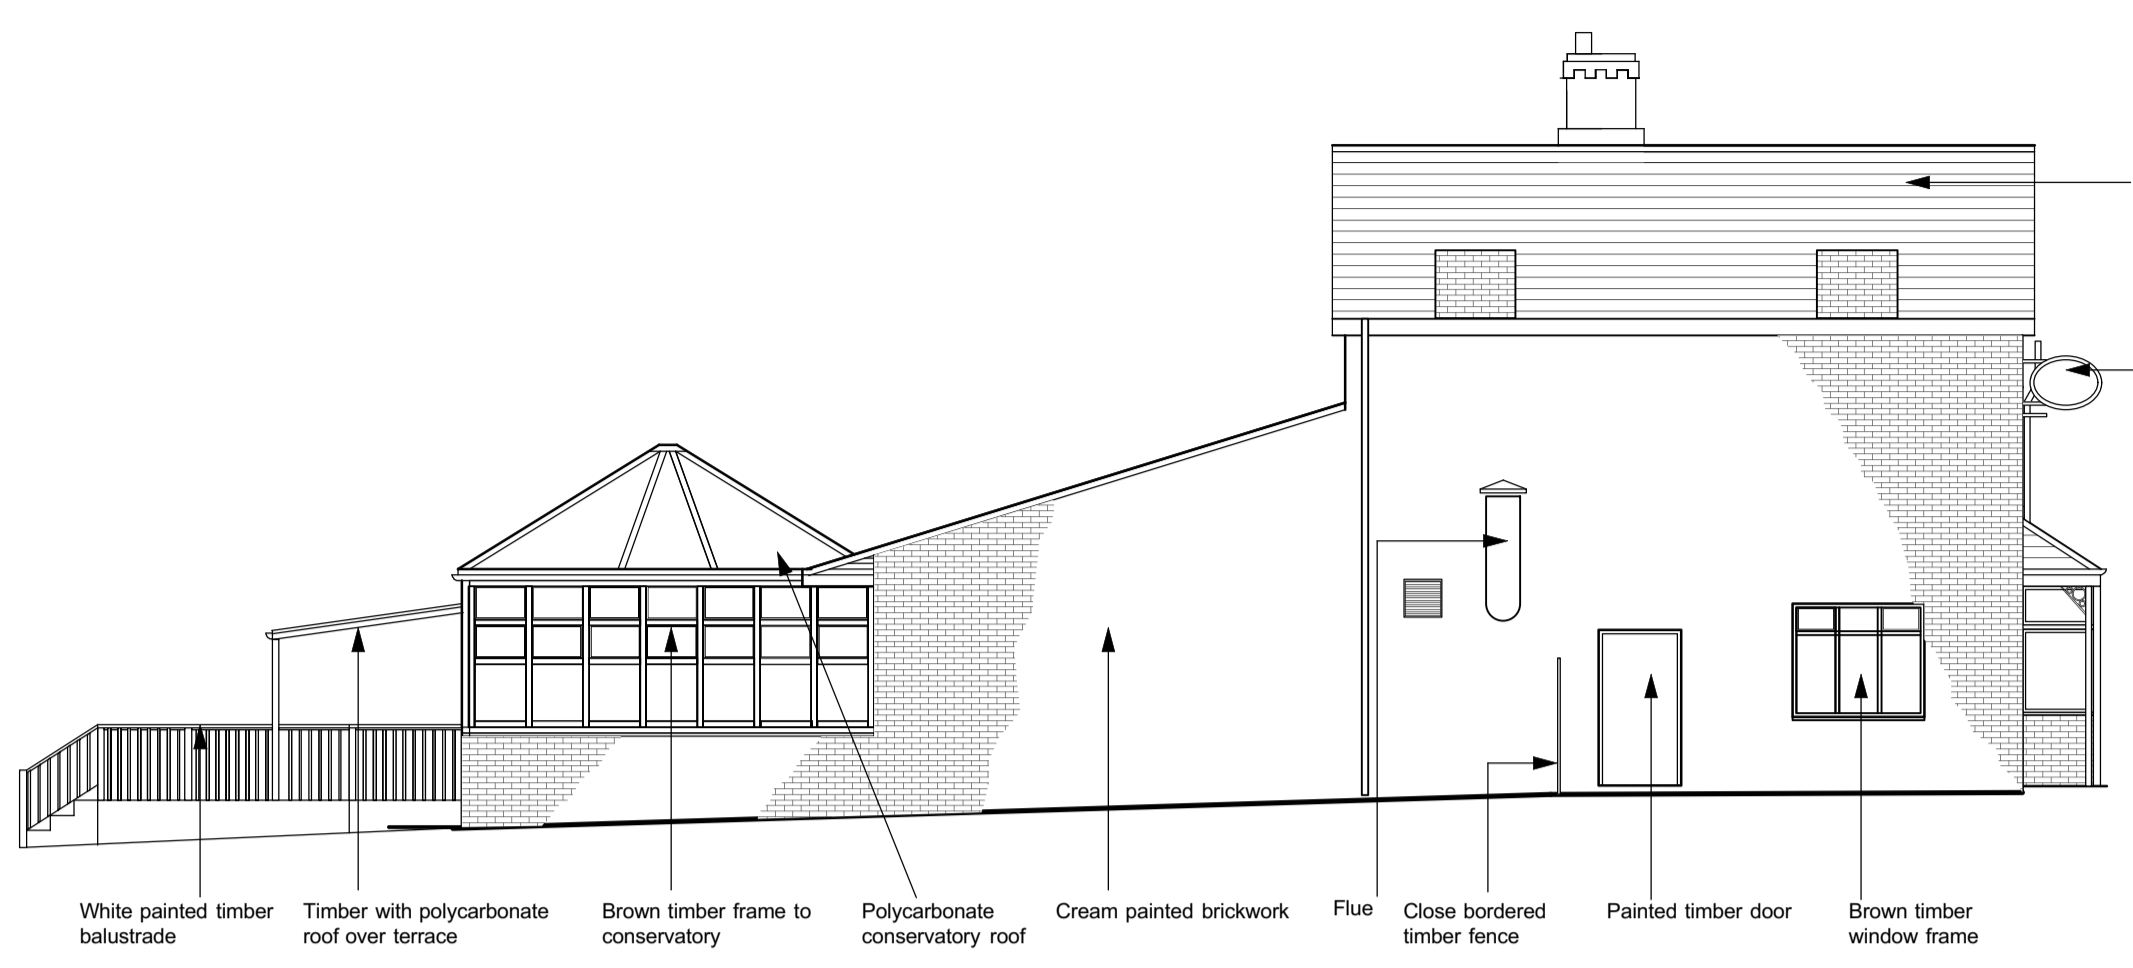 White painted timber
balustrade
Timber with polycarbonate
roof over terrace
Brown timber frame to
conservatory
Polycarbonate
conservatory roof
Cream painted brickwork
Flue
Close bordered
timber fence
Painted timber door
Brown timber
window frame